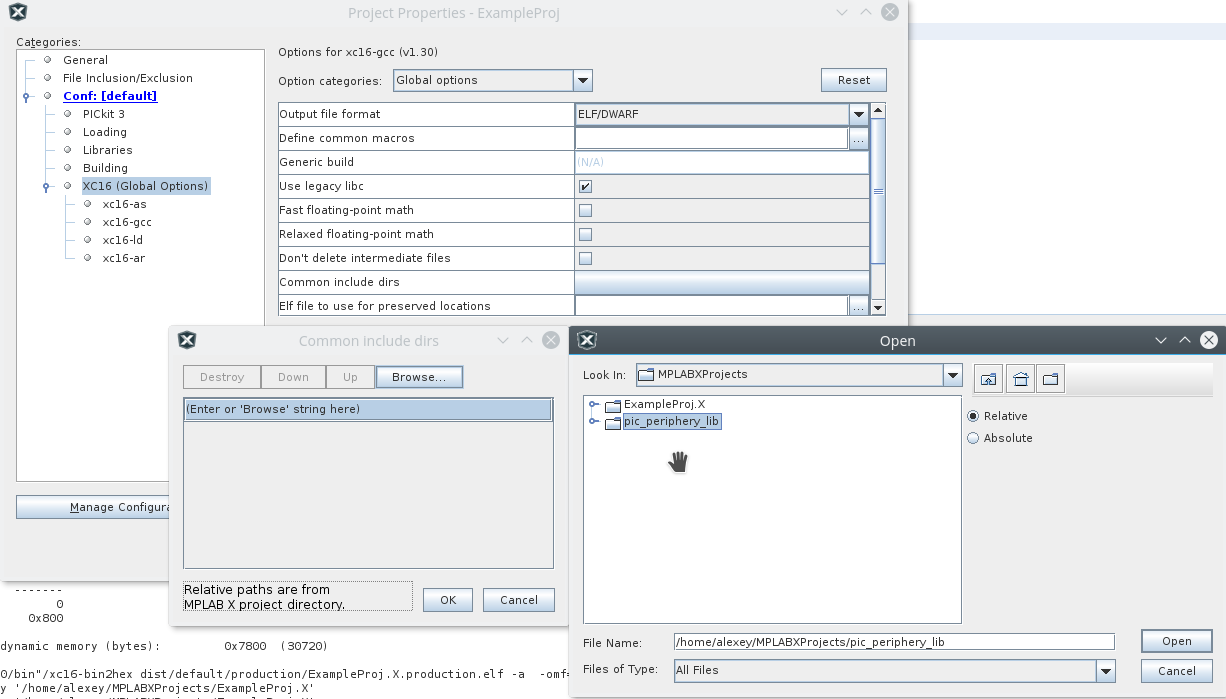 Project Properties - ExampleProj
Categories:
General
File Inclusion/Exclusion
Conf: [default]
PICkit 3
Loading
Libraries
Building
XC16 (Global Options)
xc16-as
xc16-gcc
xc16-ld
xc16-ar
Manage Configura
Options for xc16-gcc (v1.30)
Option categories: Global options Reset
Output file format ELF/DWARF
Define common macros ...
Generic build (N/A)
Use legacy libc
Fast floating-point math
Relaxed floating-point math
Don't delete intermediate files
Common include dirs
Elf file to use for preserved locations ...
Common include dirs
Destroy Down Up Browse...
(Enter or 'Browse' string here)
Relative paths are from
MPLAB X project directory.
OK Cancel
Open
Look In: MPLABXProjects
ExampleProj.X
pic_periphery_lib
Relative
Absolute
File Name: /home/alexey/MPLABXProjects/pic_periphery_lib Open
Files of Type: All Files Cancel
-------
0
0x800
dynamic memory (bytes): 0x7800 (30720)
0/bin"/xc16-bin2hex dist/default/production/ExampleProj.X.production.elf -a -omf=
y '/home/alexey/MPLABXProjects/ExampleProj.X'